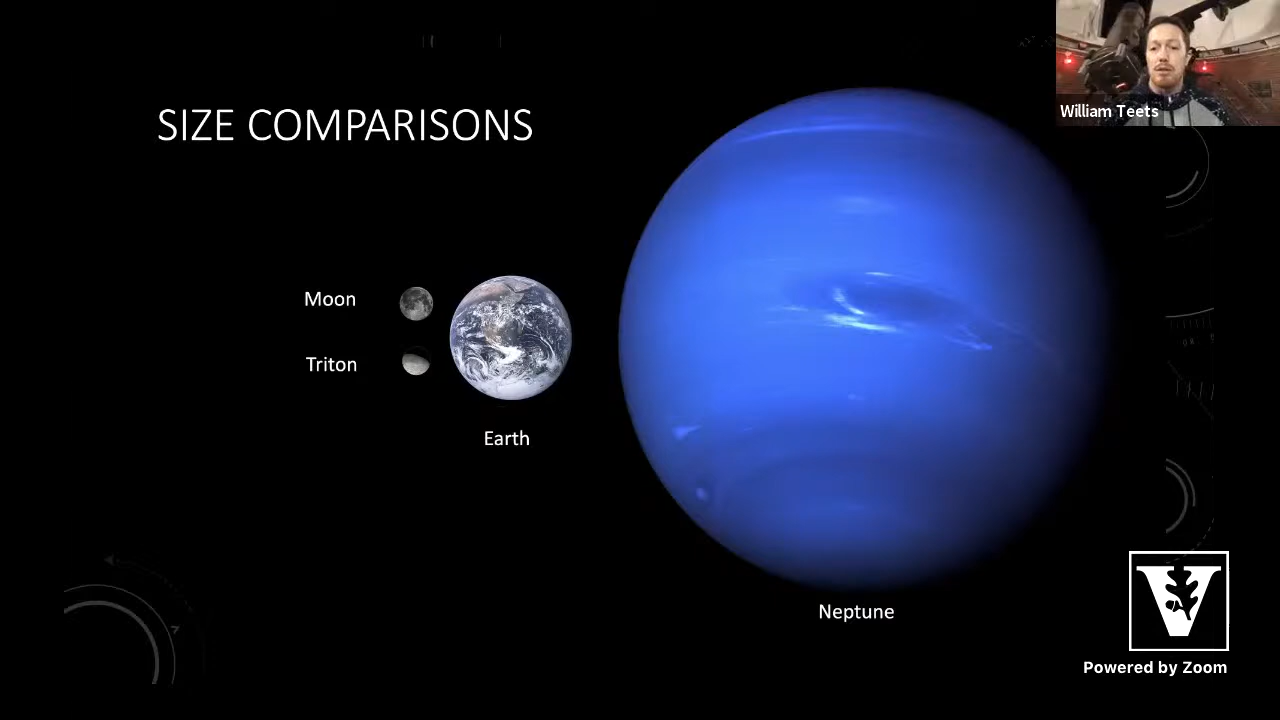 SIZE COMPARISONS
William Teets
Moon
Triton
Earth
Neptune
V
Powered by Zoom